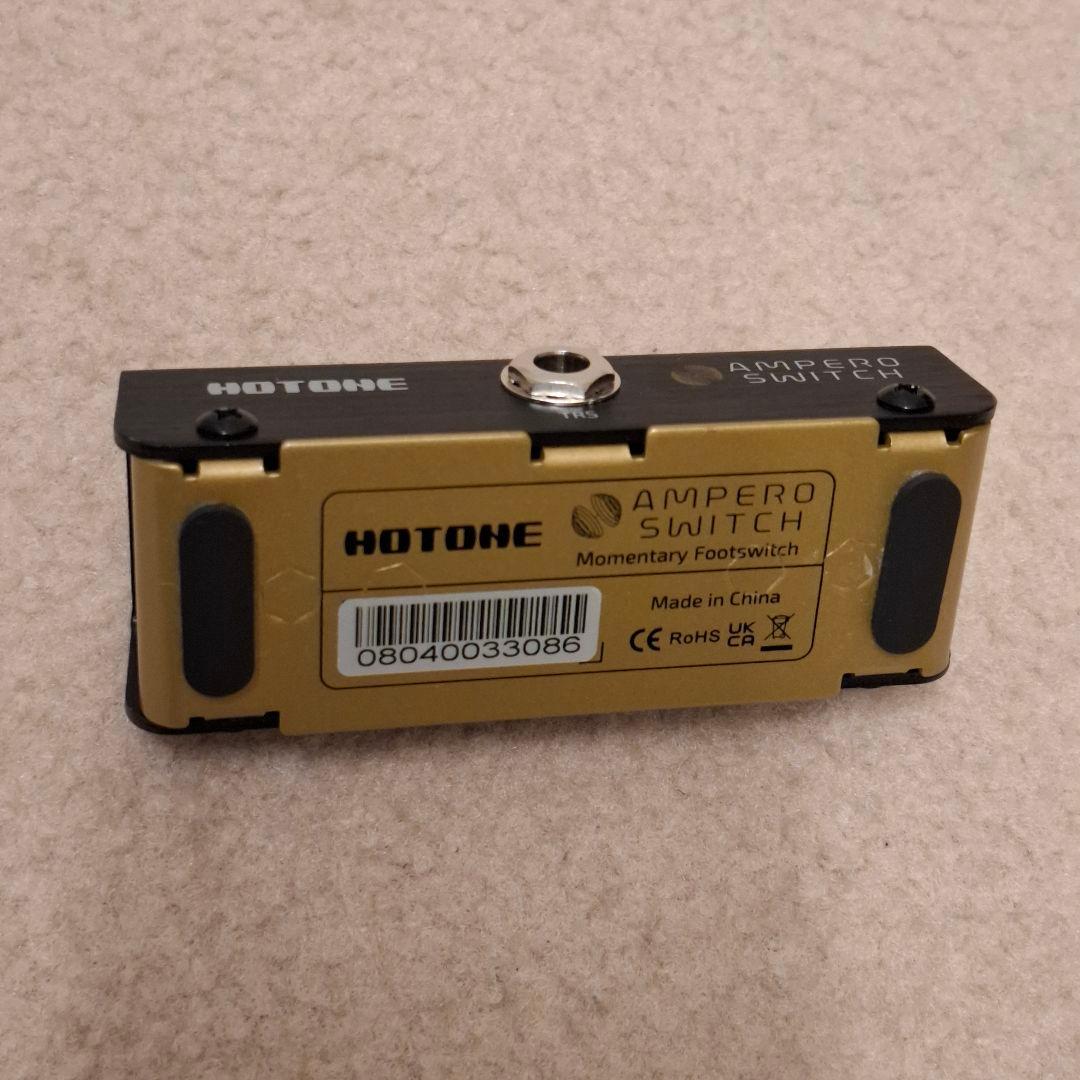 HOTONE
AMPERO
SWITCH
TRS
HOTONE
AMPERO
SWITCH
Momentary Footswitch
08040033086
Made in China
CE RoHS UK
CA